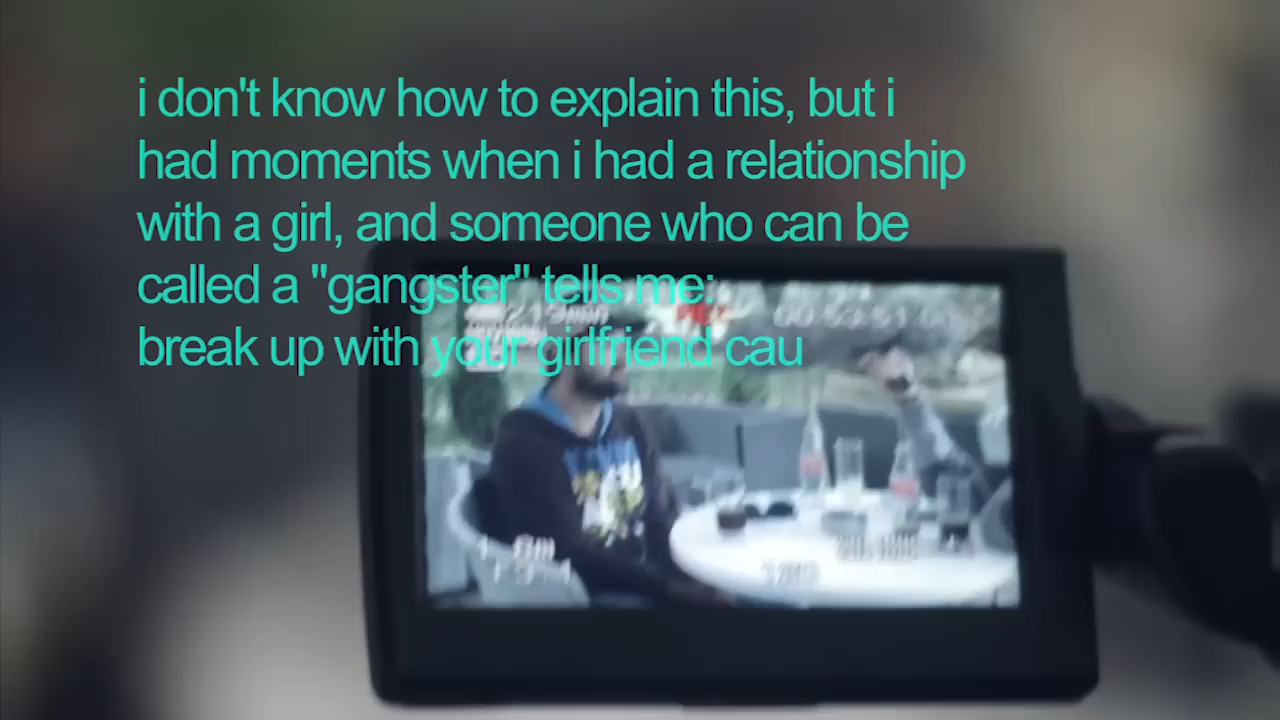 i don't know how to explain this, but i
had moments when i had a relationship
with a girl, and someone who can be
called a "gangster" tells me:
break up with your girlfriend cau